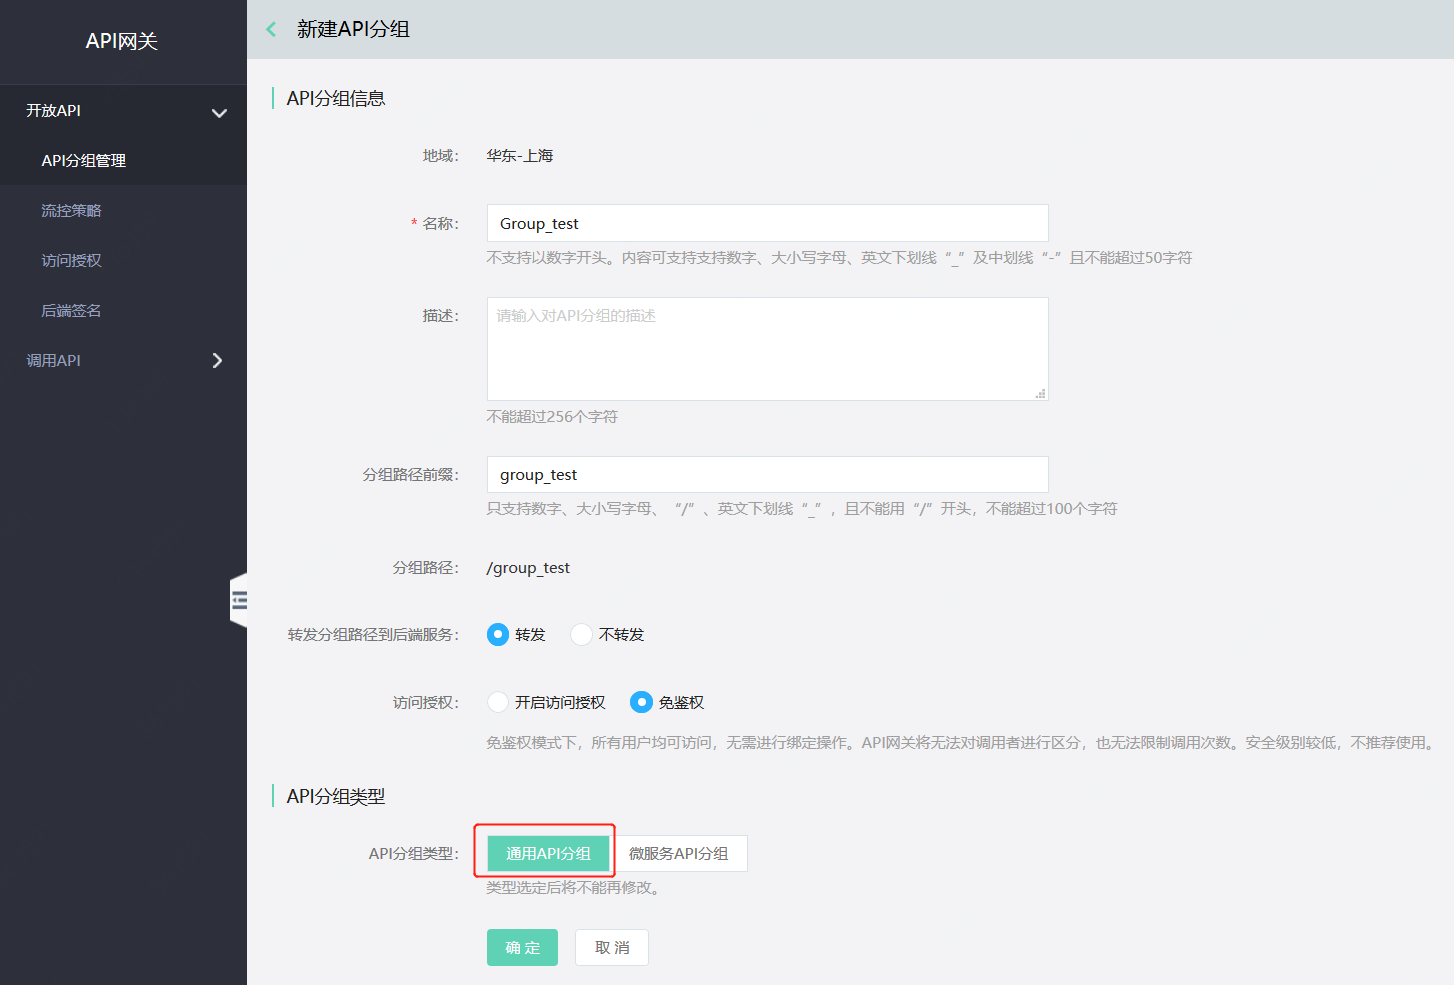 API网关
开放API
API分组管理
流控策略
访问授权
后端签名
调用API
新建API分组
API分组信息
地域： 华东-上海
* 名称： Group_test
不支持以数字开头。内容可支持支持数字、大小写字母、英文下划线“_”及中划线“-”且不能超过50字符
描述： 请输入对API分组的描述
不能超过256个字符
分组路径前缀： group_test
只支持数字、大小写字母、“/”、英文下划线“_”，且不能用“/”开头，不能超过100个字符
分组路径： /group_test
转发分组路径到后端服务： 转发 不转发
访问授权： 开启访问授权 免鉴权
免鉴权模式下，所有用户均可访问，无需进行绑定操作。API网关将无法对调用者进行区分，也无法限制调用次数。安全级别较低，不推荐使用。
API分组类型
API分组类型： 通用API分组 微服务API分组
类型选定后将不能再修改。
确 定 取 消